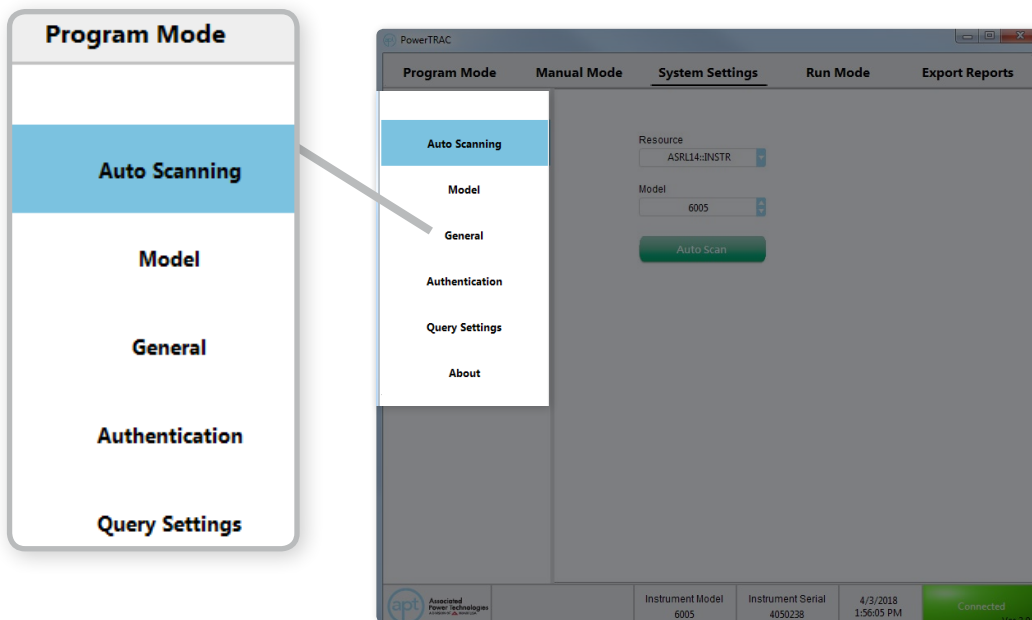 Program Mode
Auto Scanning
Model
General
Authentication
Query Settings
PowerTRAC
Program Mode Manual Mode System Settings Run Mode Export Reports
Auto Scanning
Model
General
Authentication
Query Settings
About
Resource
ASRL14::INSTR
Model
6005
Auto Scan
apt
Associated
Power Technologies
Instrument Model
6005
Instrument Serial
4050238
4/3/2018
1:56:05 PM
Connected